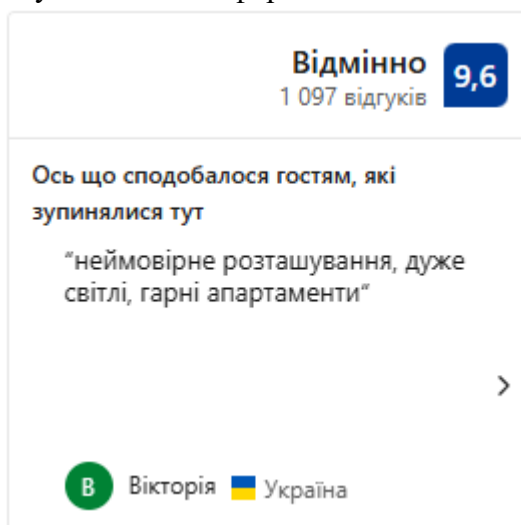 Відмінно
9,6
1 097 відгуків
Ось що сподобалося гостям, які
зупинялися тут
“неймовірне розташування, дуже
світлі, гарні апартаменти“
В Вікторія Україна